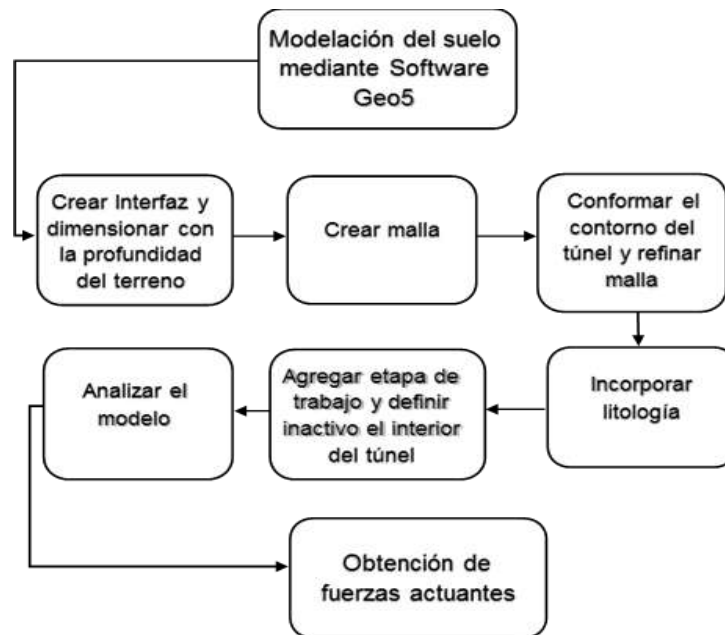 Modelación del suelo
mediante Software
Geo5
Crear Interfaz y
dimensionar con
la profundidad
del terreno
Crear malla
Conformar el
contorno del
túnel y refinar
malla
Incorporar
litología
Agregar etapa de
trabajo y definir
inactivo el interior
del túnel
Analizar el
modelo
Obtención de
fuerzas actuantes